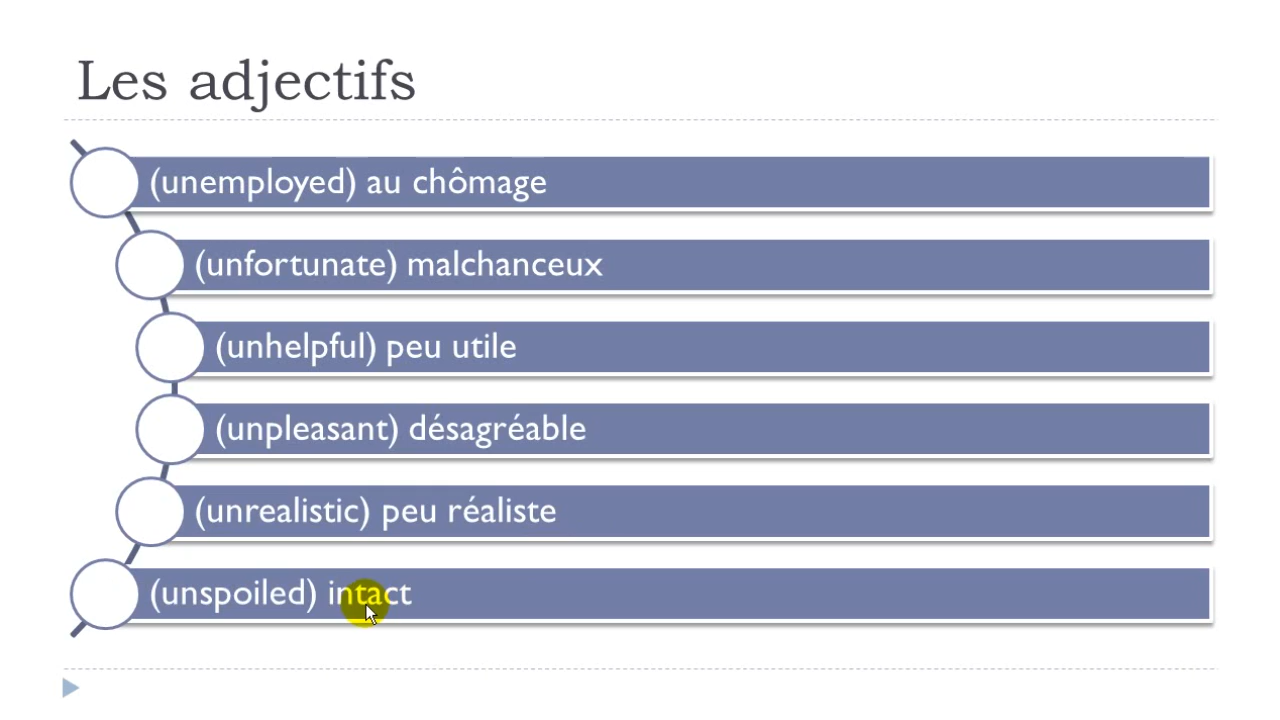 Les adjectifs
(unemployed) au chômage
(unfortunate) malchanceux
(unhelpful) peu utile
(unpleasant) désagréable
(unrealistic) peu réaliste
(unspoiled) intact